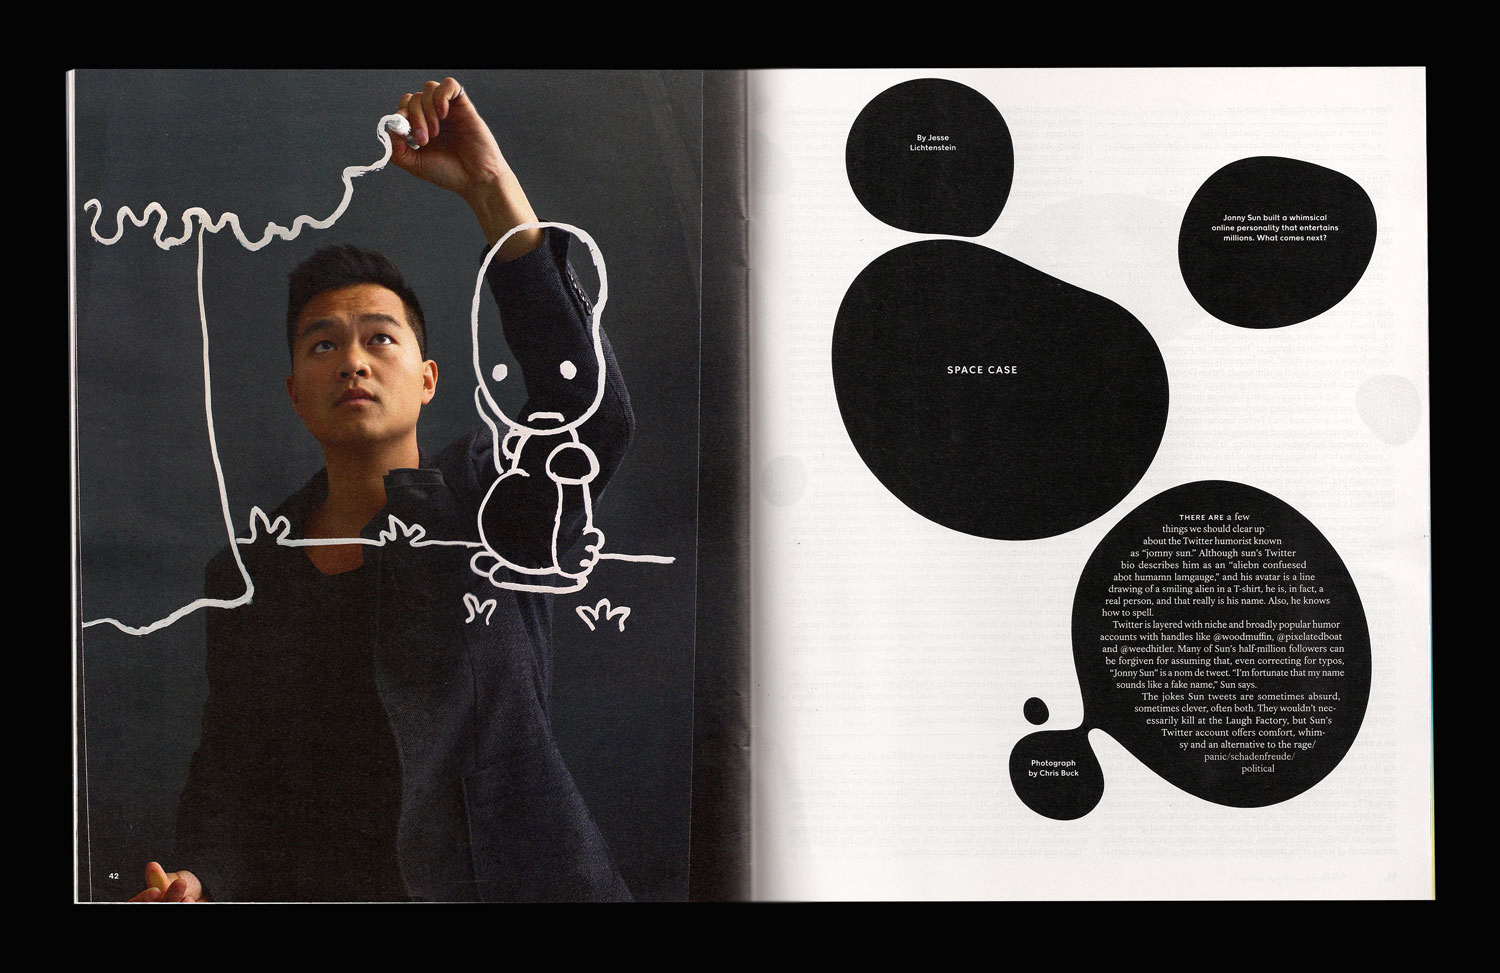 42
By Jesse
Lichtenstein
Jonny Sun built a whimsical
online personality that entertains
millions. What comes next?
SPACE CASE
THERE ARE a few
things we should clear up
about the Twitter humorist known
as “jomny sun.” Although sun’s Twitter
bio describes him as an “aliebn confuesed
abot humamn lamgauge,” and his avatar is a line
drawing of a smiling alien in a T-shirt, he is, in fact, a
real person, and that really is his name. Also, he knows
how to spell.
Twitter is layered with niche and broadly popular humor
accounts with handles like @woodmuffin, @pixelatedboat
and @weedhitler. Many of Sun’s half-million followers can
be forgiven for assuming that, even correcting for typos,
“Jonny Sun” is a nom de tweet. “I’m fortunate that my name
sounds like a fake name,” Sun says.
The jokes Sun tweets are sometimes absurd,
sometimes clever, often both. They wouldn’t nec-
essarily kill at the Laugh Factory, but Sun’s
Twitter account offers comfort, whim-
sy and an alternative to the rage/
panic/schadenfreude/
political
Photograph
by Chris Buck